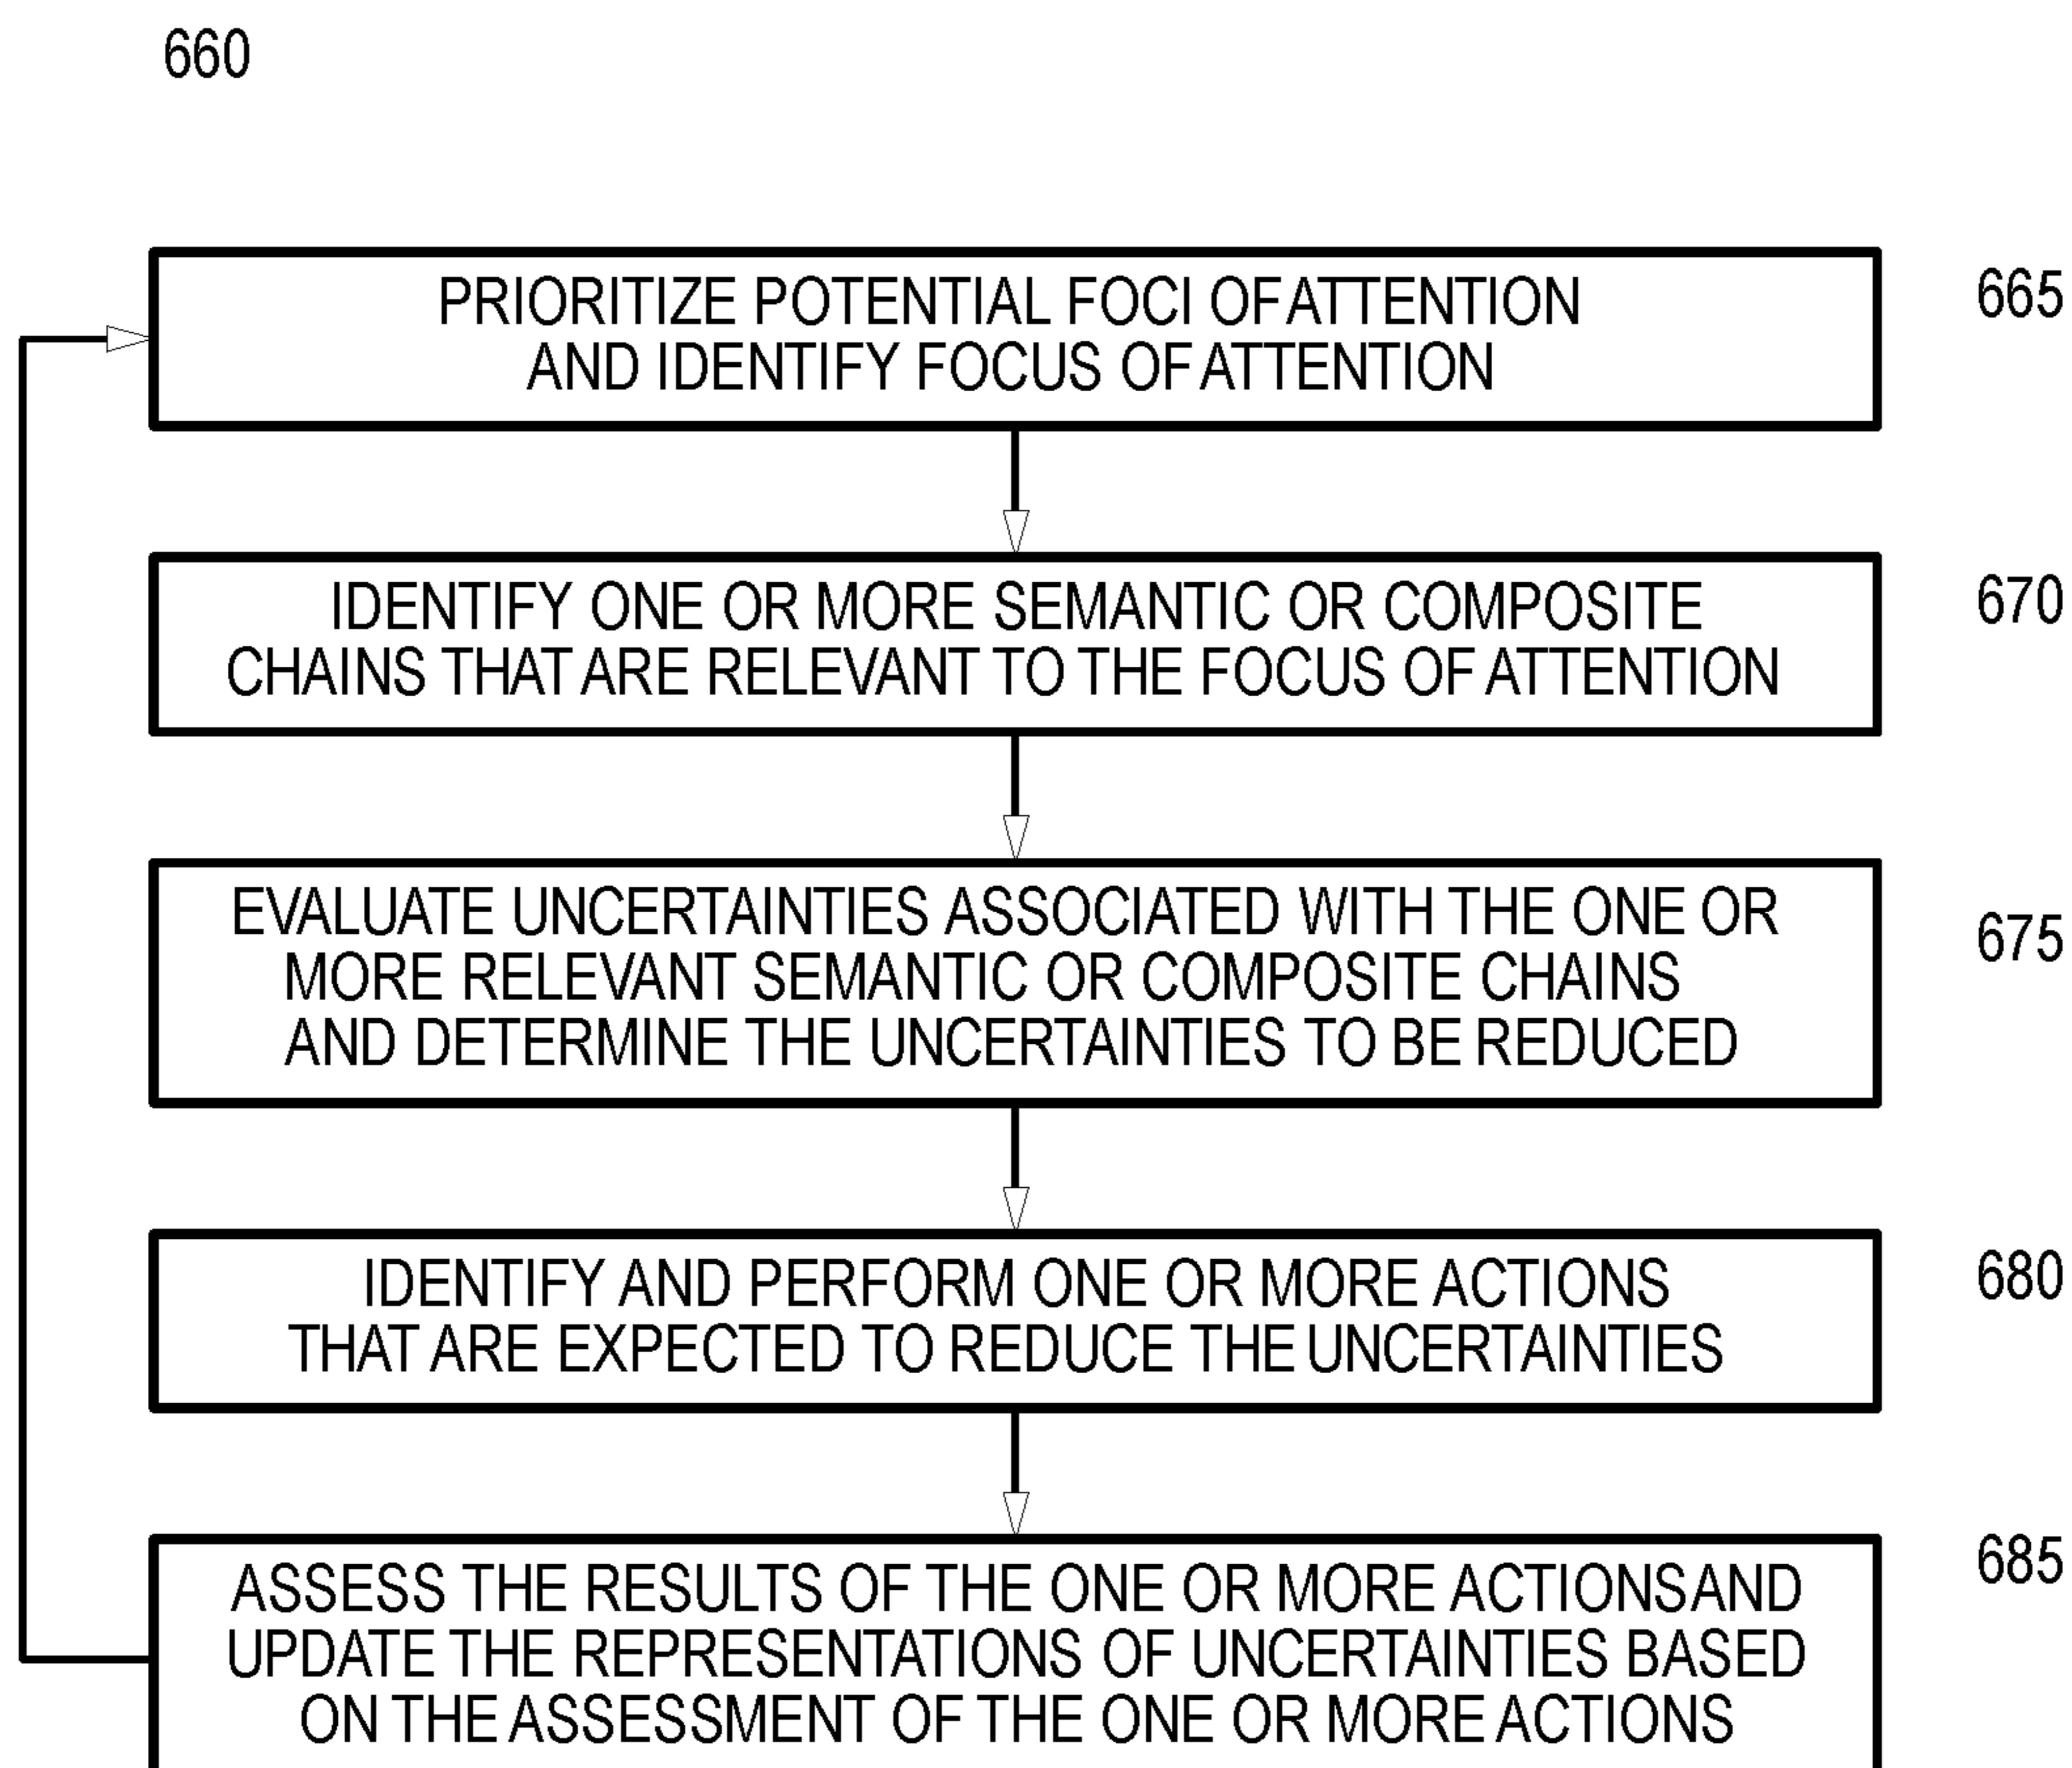 660
PRIORITIZE POTENTIAL FOCI OF ATTENTION
AND IDENTIFY FOCUS OF ATTENTION
665
IDENTIFY ONE OR MORE SEMANTIC OR COMPOSITE
CHAINS THAT ARE RELEVANT TO THE FOCUS OF ATTENTION
670
EVALUATE UNCERTAINTIES ASSOCIATED WITH THE ONE OR
MORE RELEVANT SEMANTIC OR COMPOSITE CHAINS
AND DETERMINE THE UNCERTAINTIES TO BE REDUCED
675
IDENTIFY AND PERFORM ONE OR MORE ACTIONS
THAT ARE EXPECTED TO REDUCE THE UNCERTAINTIES
680
ASSESS THE RESULTS OF THE ONE OR MORE ACTIONS AND
UPDATE THE REPRESENTATIONS OF UNCERTAINTIES BASED
ON THE ASSESSMENT OF THE ONE OR MORE ACTIONS
685